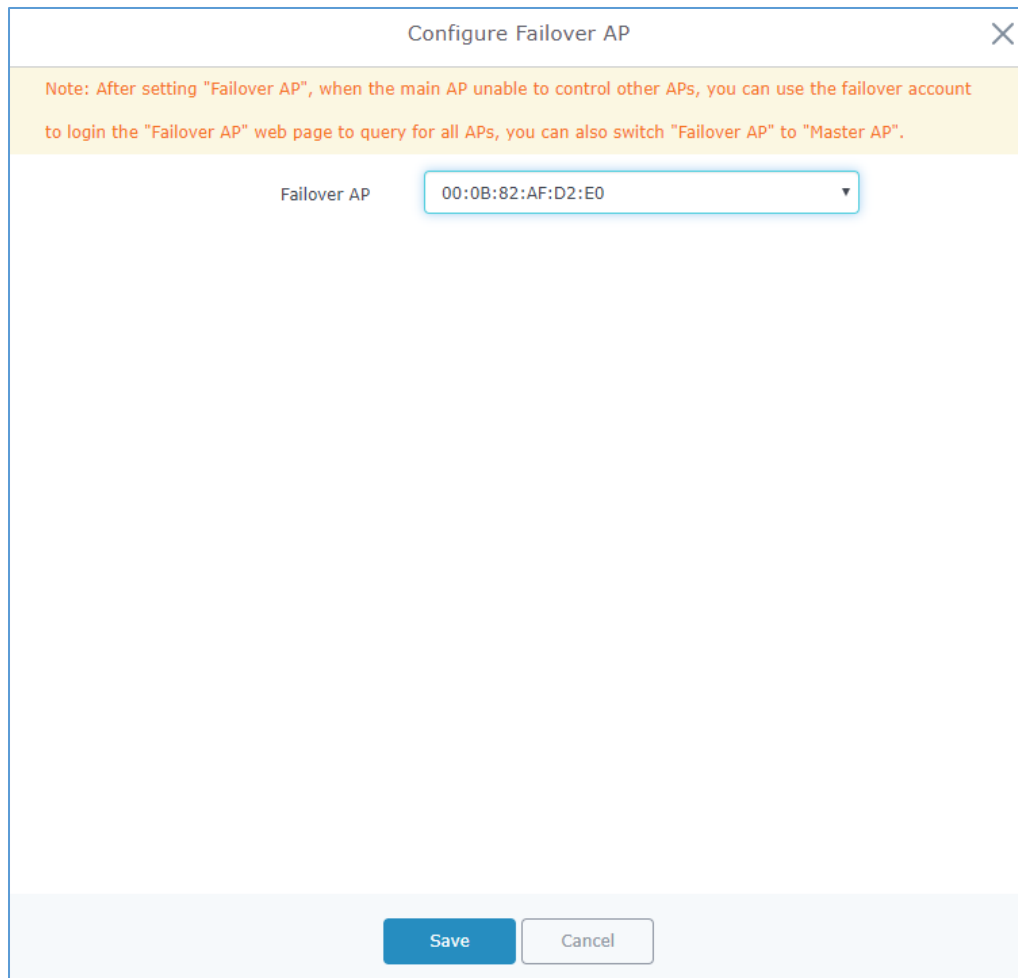 Configure Failover AP
Note: After setting "Failover AP", when the main AP unable to control other APs, you can use the failover account
to login the "Failover AP" web page to query for all APs, you can also switch "Failover AP" to "Master AP".
Failover AP 00:0B:82:AF:D2:E0
Save Cancel